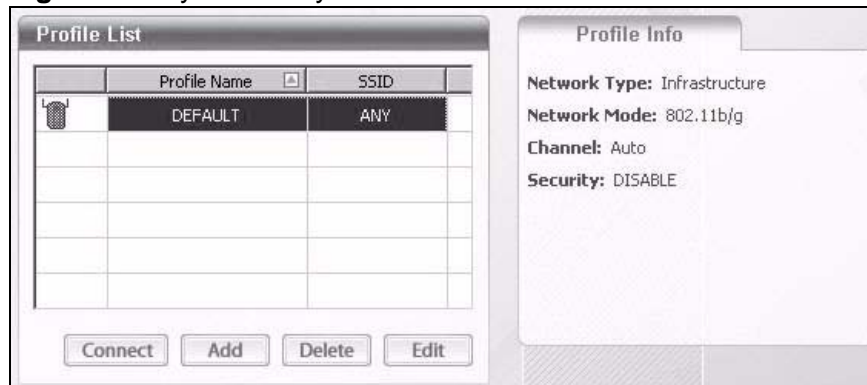 Profile List
Profile Name SSID
DEFAULT ANY
Connect Add Delete Edit
Profile Info
Network Type: Infrastructure
Network Mode: 802.11b/g
Channel: Auto
Security: DISABLE